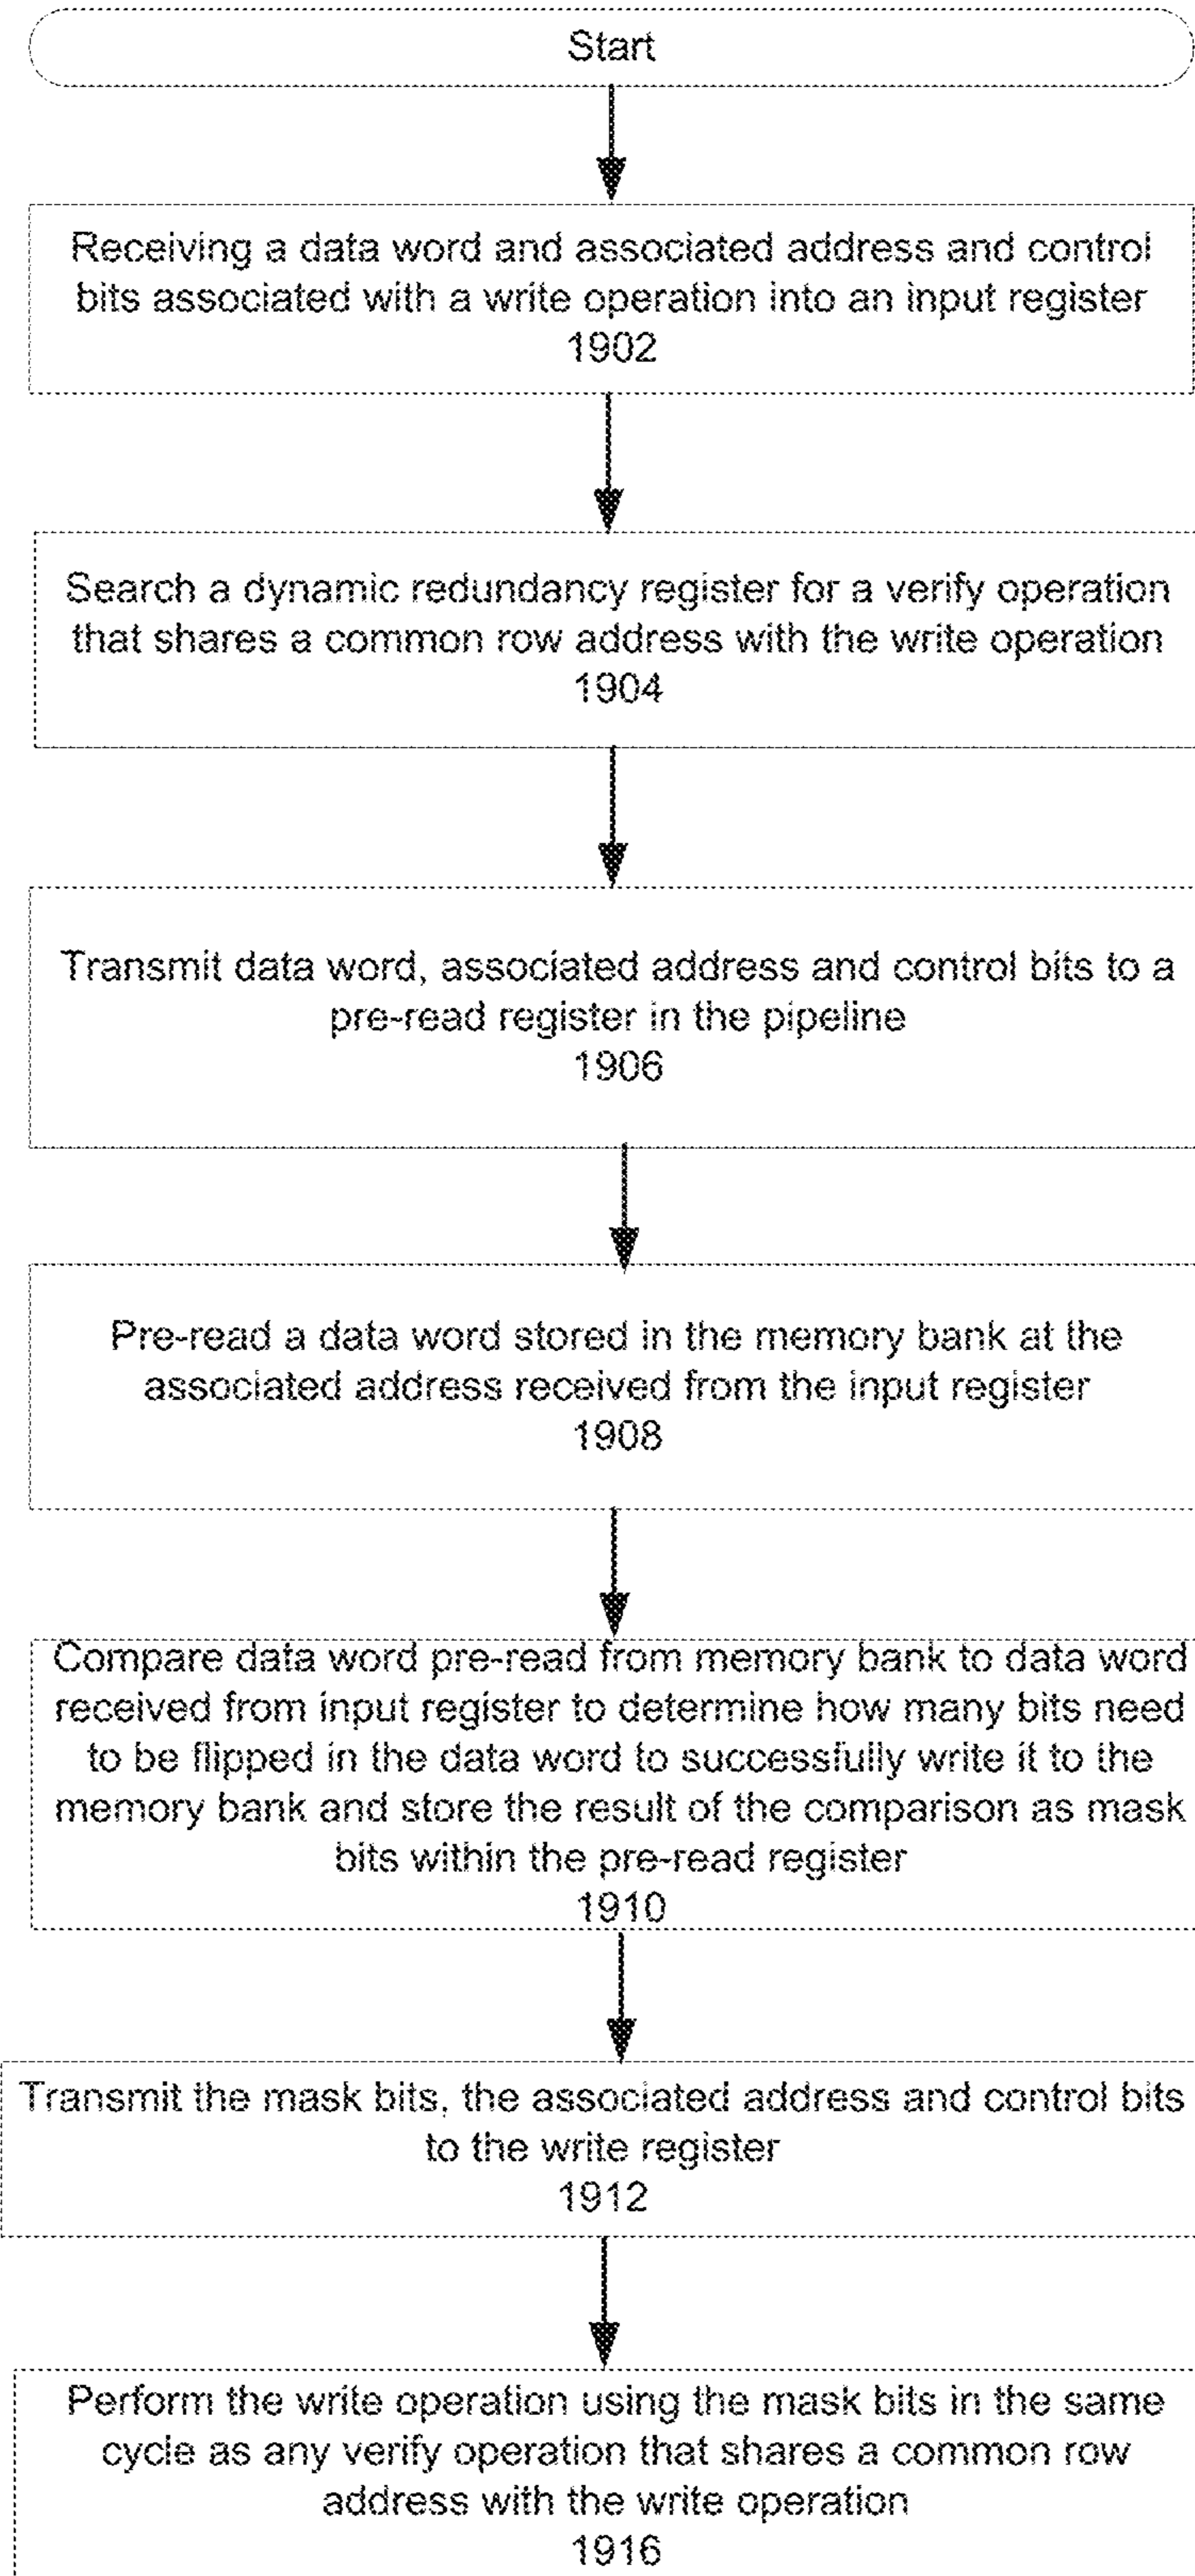 Start
Receiving a data word and associated address and control
bits associated with a write operation into an input register
1902
Search a dynamic redundancy register for a verify operation
that shares a common row address with the write operation
1904
Transmit data word, associated address and control bits to a
pre-read register in the pipeline
1906
Pre-read a data word stored in the memory bank at the
associated address received from the input register
1908
Compare data word pre-read from memory bank to data word
received from input register to determine how many bits need
to be flipped in the data word to successfully write it to the
memory bank and store the result of the comparison as mask
bits within the pre-read register
1910
Transmit the mask bits, the associated address and control bits
to the write register
1912
Perform the write operation using the mask bits in the same
cycle as any verify operation that shares a common row
address with the write operation
1916